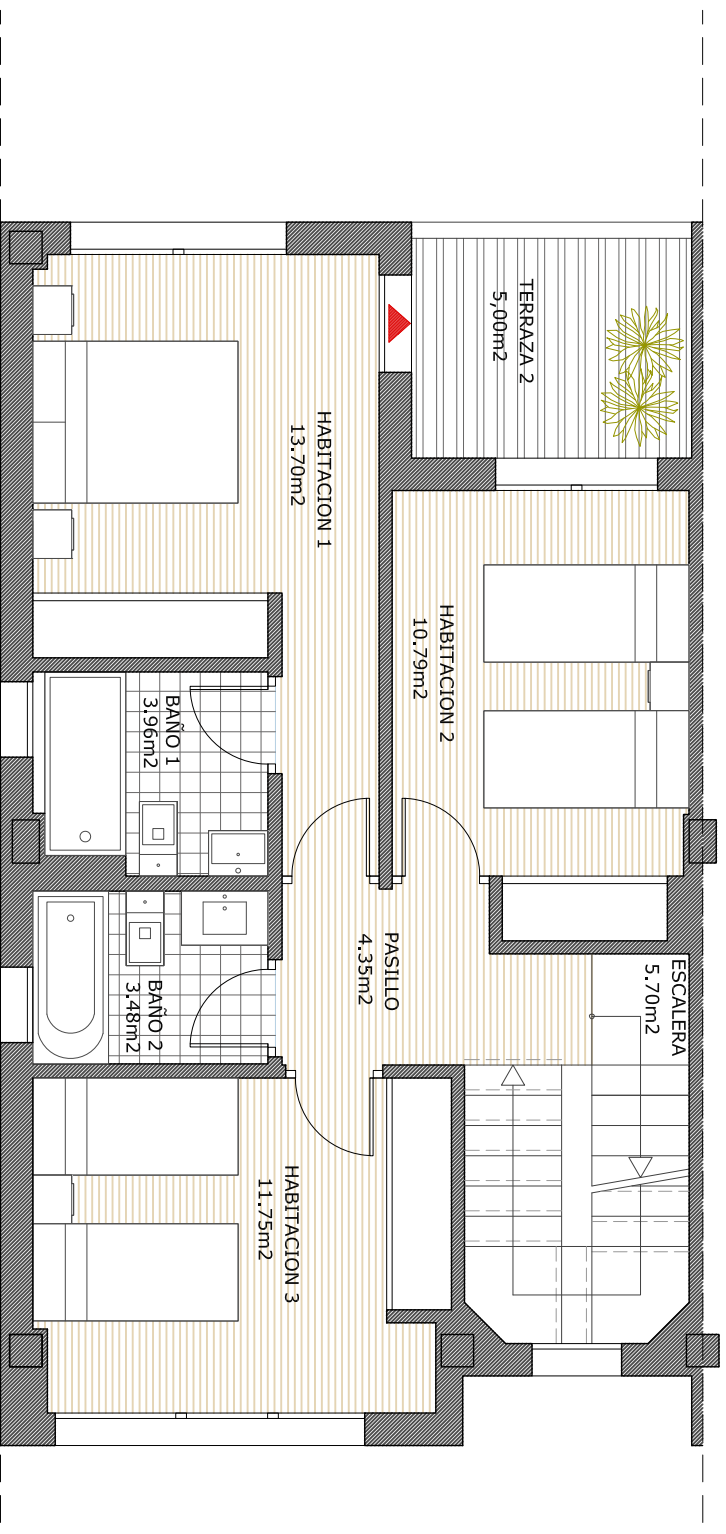 TERRAZA 2
5,00m2
HABITACION 1
13.70m2
HABITACION 2
10.79m2
BAÑO 1
3.96m2
PASILLO
4.35m2
ESCALERA
5.70m2
BAÑO 2
3.48m2
HABITACION 3
11.75m2